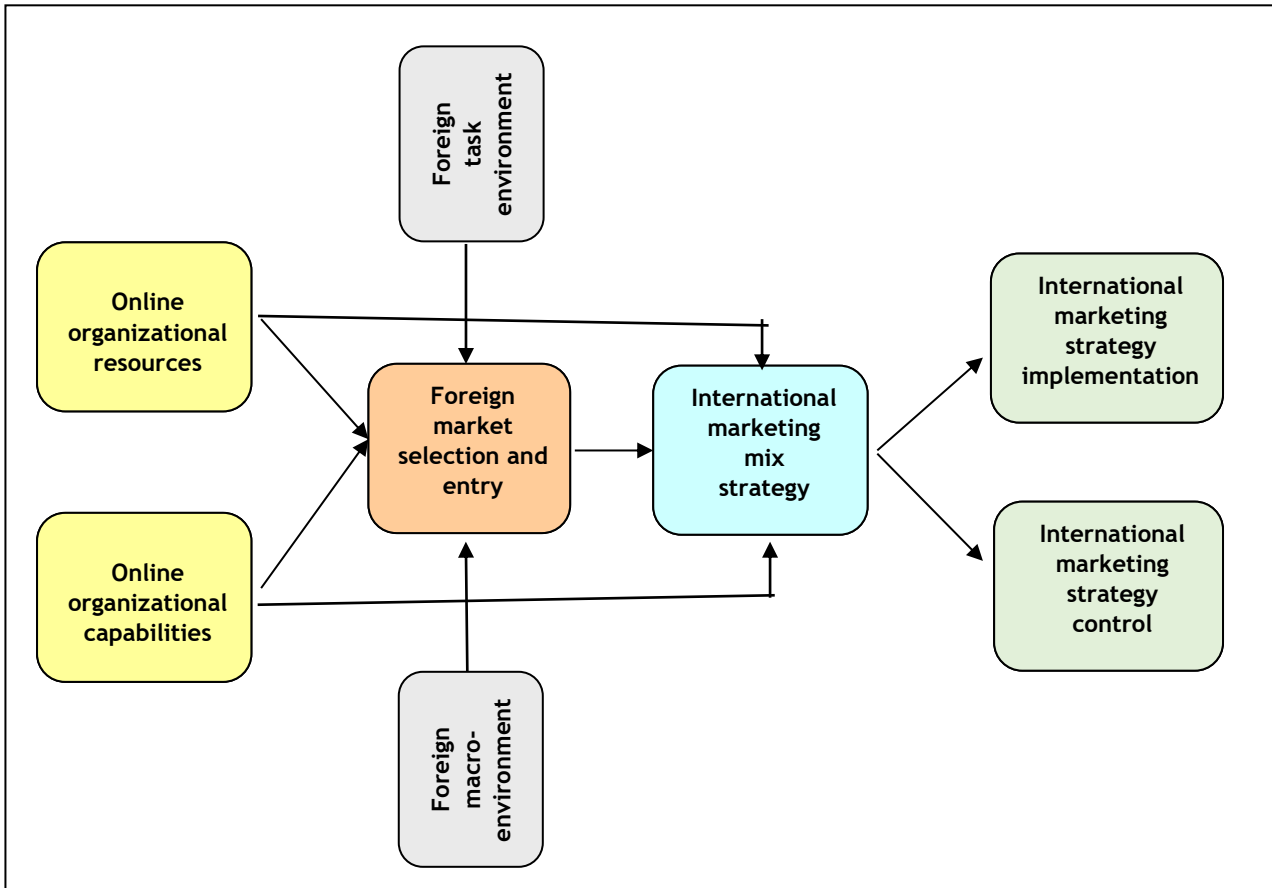 Foreign
task
environment
Online
organizational
resources
Online
organizational
capabilities
Foreign
market
selection and
entry
International
marketing
mix
strategy
International
marketing
strategy
implementation
International
marketing
strategy
control
Foreign
macro-
environment